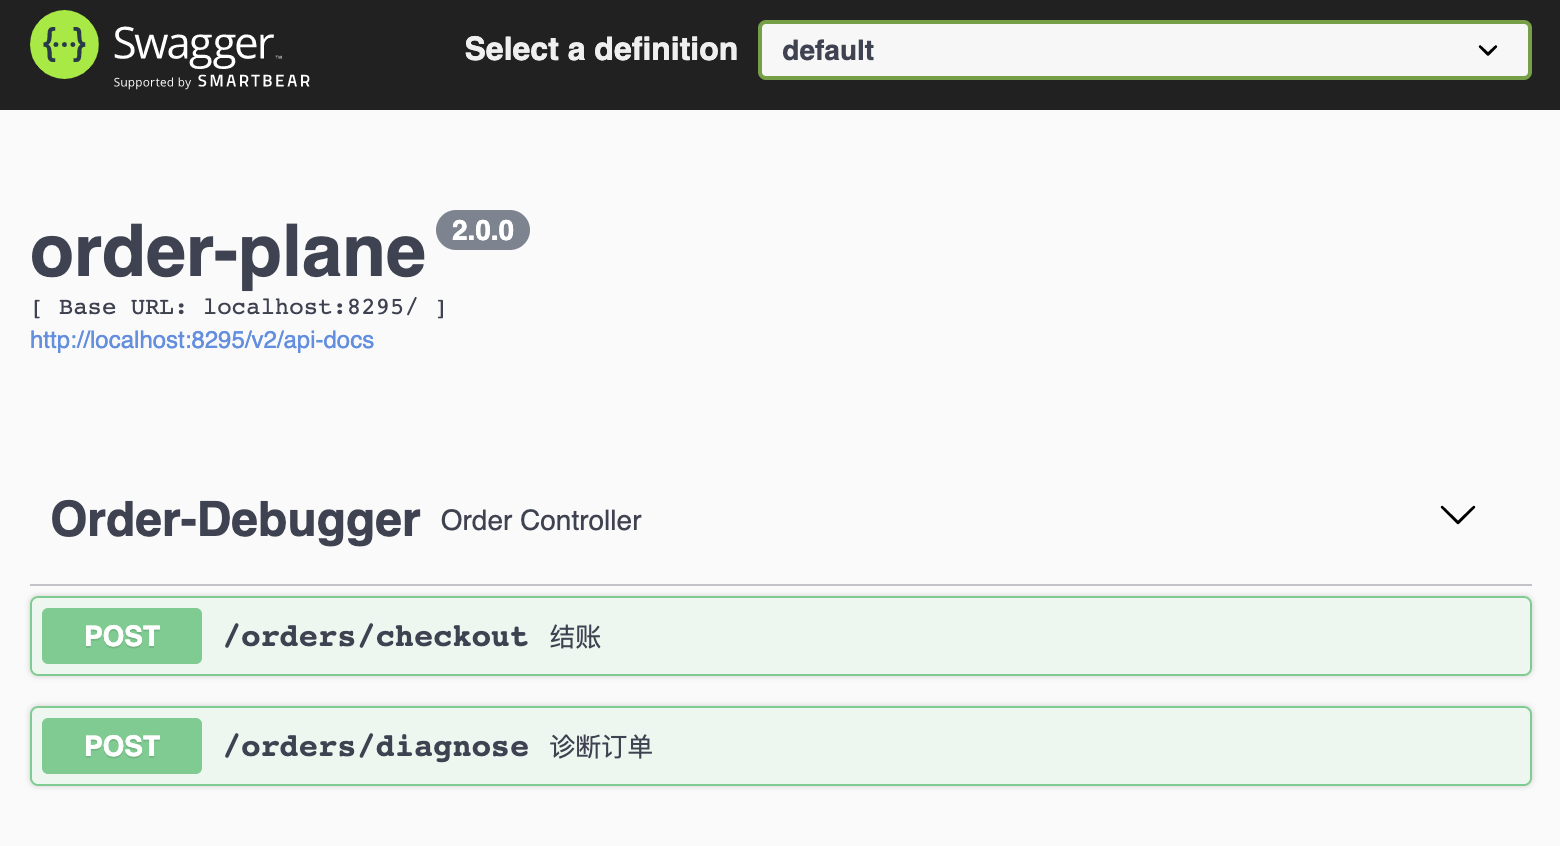 {···} Swagger™
Supported by SMARTBEAR
Select a definition
default
order-plane 2.0.0
[ Base URL: localhost:8295/ ]
http://localhost:8295/v2/api-docs
Order-Debugger Order Controller
POST /orders/checkout 结账
POST /orders/diagnose 诊断订单